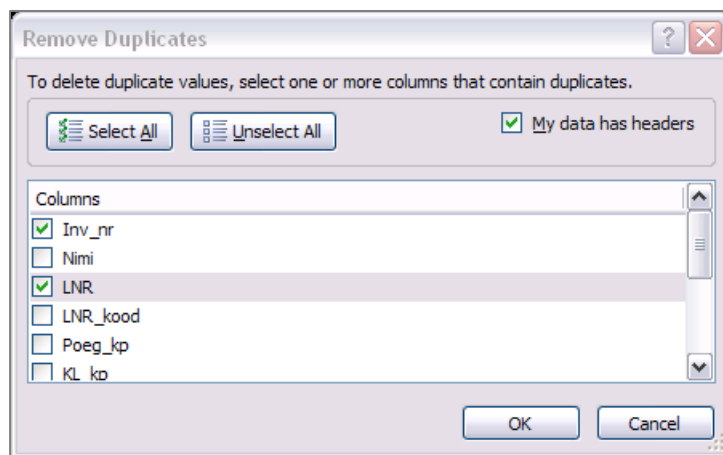 Remove Duplicates
To delete duplicate values, select one or more columns that contain duplicates.
Select All
Unselect All
My data has headers
Columns
Inv_nr
Nimi
LNR
LNR_kood
Poeg_kp
KL_kp
OK
Cancel